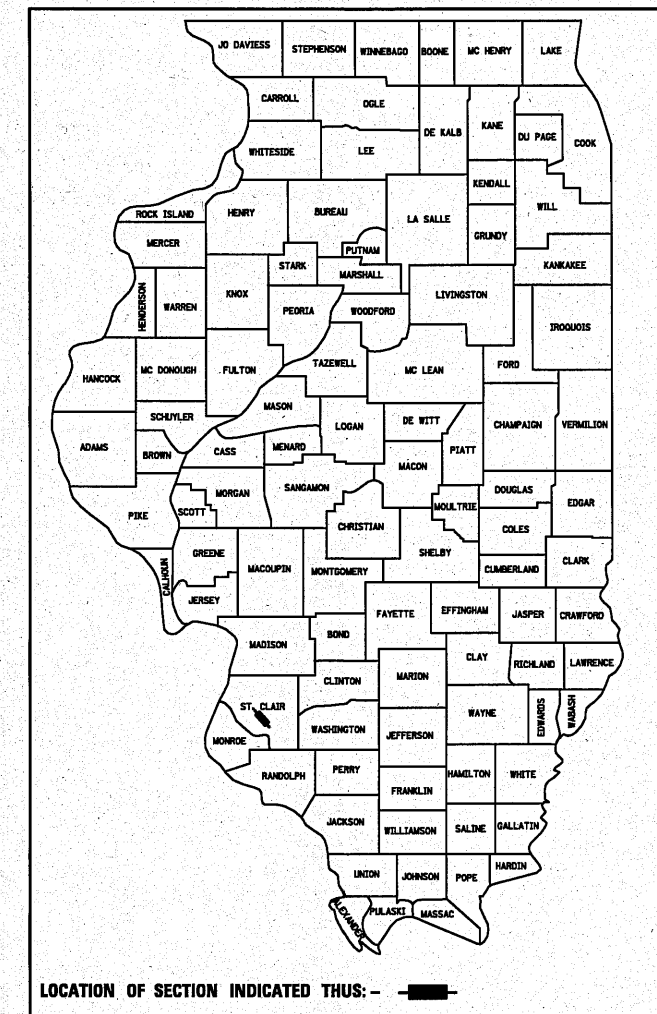 JO DAVIESS
STEPHENSON
WINNEBAGO
BOONE
MC HENRY
LAKE
CARROLL
OGLE
DE KALB
KANE
DU PAGE
COOK
WHITESIDE
LEE
KENDALL
WILL
ROCK ISLAND
HENRY
BUREAU
LA SALLE
GRUNDY
MERCER
PUTNAM
STARK
MARSHALL
KANKAKEE
HENDERSON
WARREN
KNOX
PEORIA
WOODFORD
LIVINGSTON
IROQUOIS
HANCOCK
MC DONOUGH
FULTON
TAZEWELL
MC LEAN
FORD
MASON
SCHUYLER
LOGAN
DE WITT
CHAMPAIGN
VERMILION
ADAMS
BROWN
CASS
MENARD
MACON
PIATT
PIKE
SCOTT
MORGAN
SANGAMON
CHRISTIAN
MOULTRIE
DOUGLAS
EDGAR
COLES
CALHOUN
GREENE
MACOUPIN
MONTGOMERY
SHELBY
CUMBERLAND
CLARK
JERSEY
FAYETTE
EFFINGHAM
JASPER
CRAWFORD
MADISON
BOND
CLAY
RICHLAND
LAWRENCE
CLINTON
MARION
ST. CLAIR
WAYNE
EDWARDS
WABASH
MONROE
WASHINGTON
JEFFERSON
RANDOLPH
PERRY
HAMILTON
WHITE
FRANKLIN
JACKSON
WILLIAMSON
SALINE
GALLATIN
UNION
JOHNSON
POPE
HARDIN
ALEXANDER
PULASKI
MASSAC
LOCATION OF SECTION INDICATED THUS: -